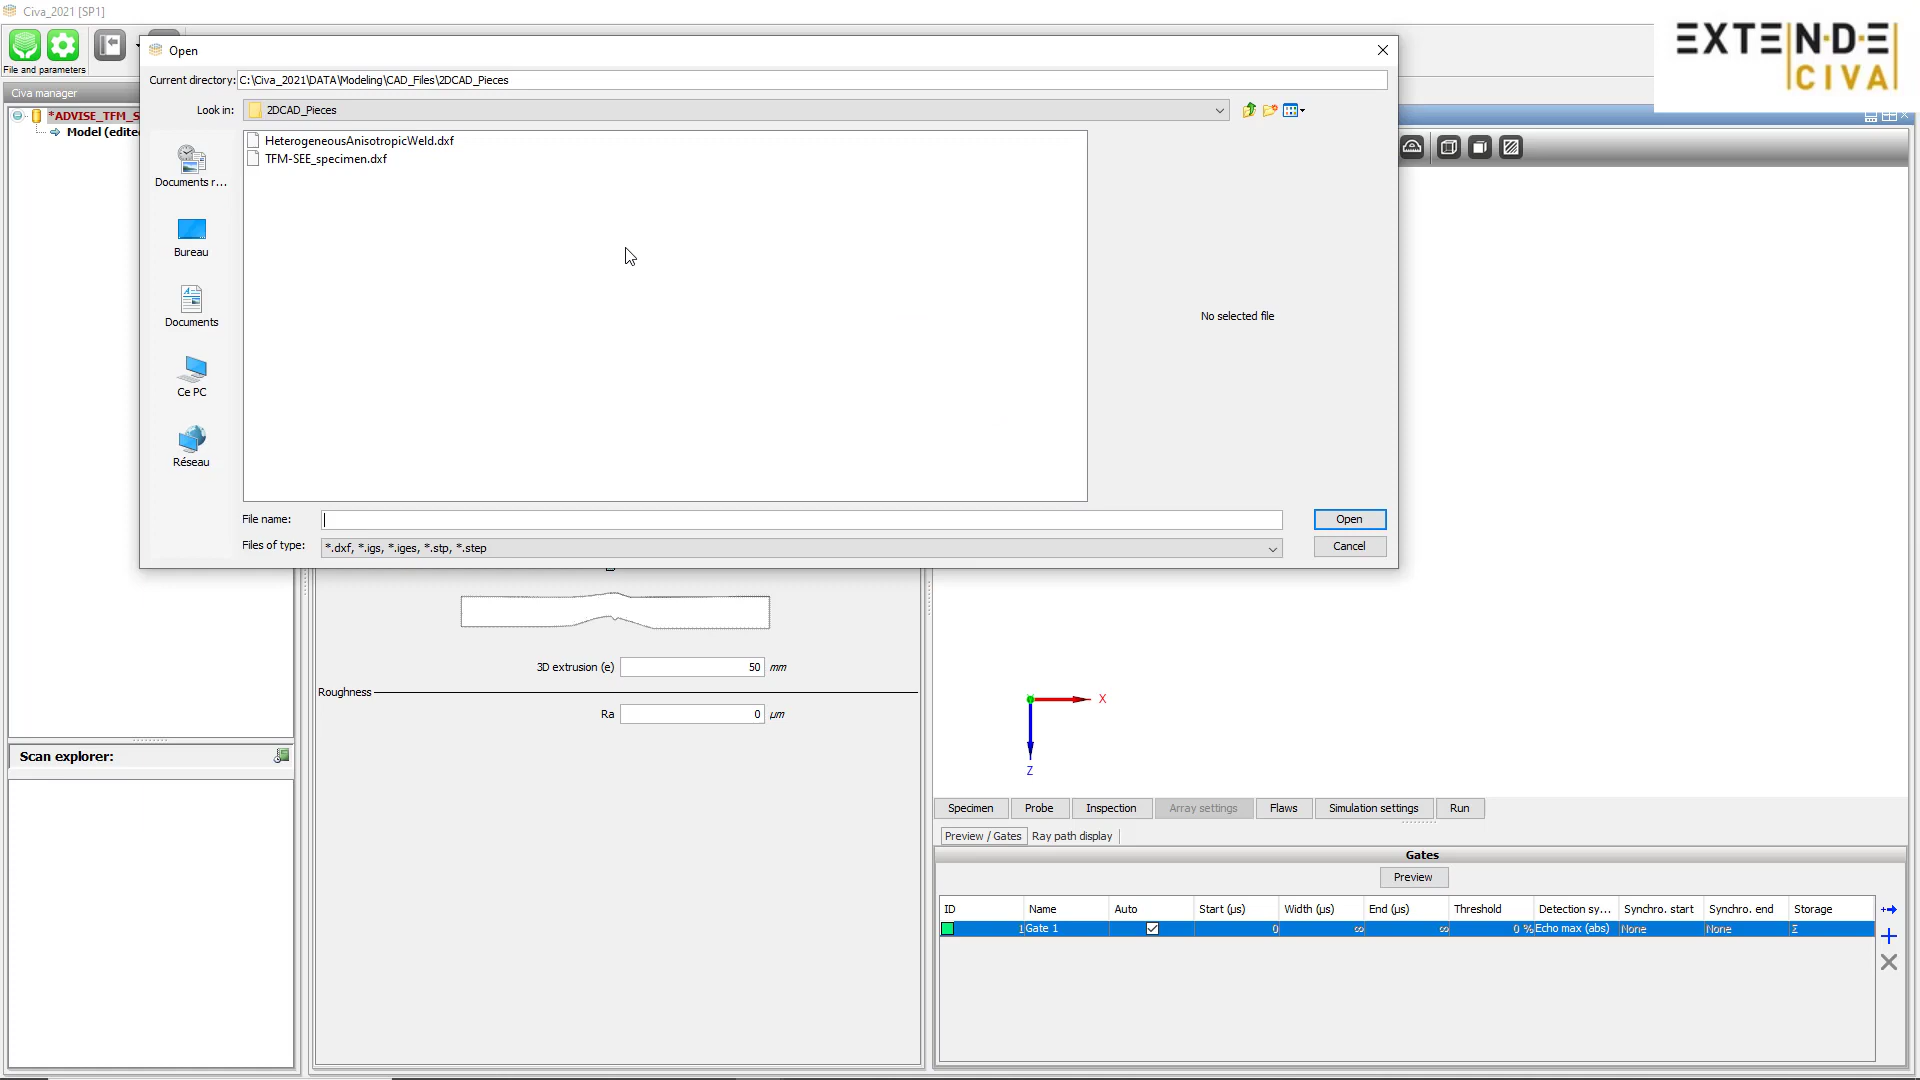 Civa_2021 [SP1]
EXTENDE
CIVA
File and parameters
Civa manager
*ADVISE_TFM_S
Model (edite
Open
Current directory: C:\Civa_2021\DATA\Modeling\CAD_Files\2DCAD_Pieces
Look in: 2DCAD_Pieces
HeterogeneousAnisotropicWeld.dxf
TFM-SEE_specimen.dxf
Documents r...
Bureau
Documents
Ce PC
Réseau
No selected file
File name:
Open
Files of type: *.dxf, *.igs, *.iges, *.stp, *.step
Cancel
3D extrusion (e) 50 mm
Roughness
Ra 0 µm
X
Z
Scan explorer:
Specimen Probe Inspection Array settings Flaws Simulation settings Run
Preview / Gates Ray path display
Gates
Preview
ID Name Auto Start (µs) Width (µs) End (µs) Threshold Detection sy... Synchro. start Synchro. end Storage
1 Gate 1 0 ∞ ∞ 0 % Echo max (abs) None None Σ